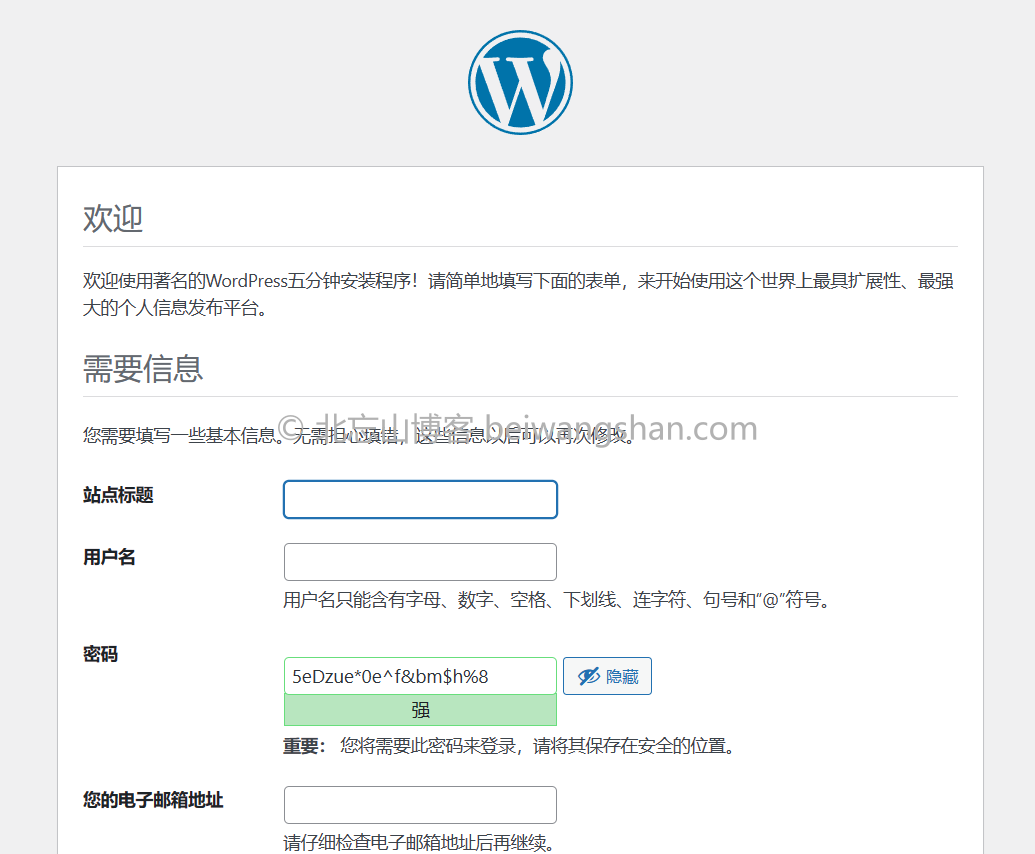 欢迎
欢迎使用著名的WordPress五分钟安装程序！请简单地填写下面的表单，来开始使用这个世界上最具扩展性、最强
大的个人信息发布平台。
需要信息
您需要填写一些基本信息。无需担心填错，这些信息以后可以再次修改。
© 北忘山博客 beiwangshan.com
站点标题
用户名
用户名只能含有字母、数字、空格、下划线、连字符、句号和“@”符号。
密码
5eDzue*0e^f&bm$h%8
隐藏
强
重要： 您将需要此密码来登录，请将其保存在安全的位置。
您的电子邮箱地址
请仔细检查电子邮箱地址后再继续。